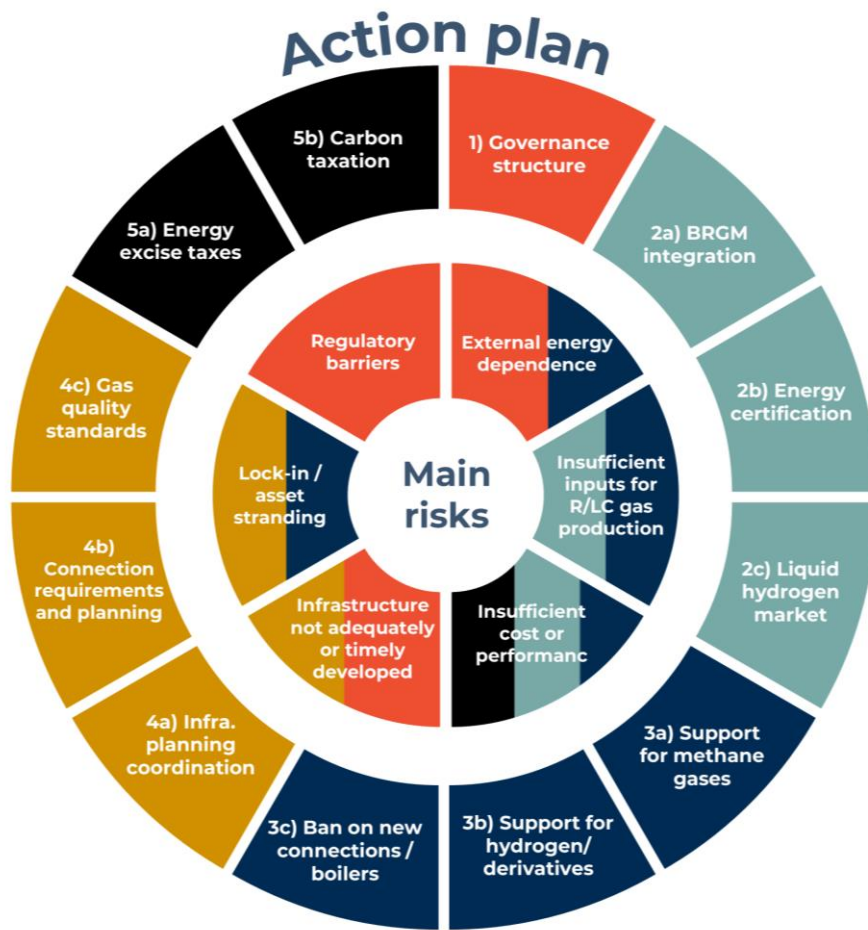 Action plan
1) Governance
structure
2a) BRGM
integration
2b) Energy
certification
2c) Liquid
hydrogen
market
3a) Support
for methane
gases
3b) Support for
hydrogen/
derivatives
3c) Ban on new
connections /
boilers
4a) Infra.
planning
coordination
4b)
Connection
requirements
and planning
4c) Gas
quality
standards
5a) Energy
excise taxes
5b) Carbon
taxation
Main
risks
External energy
dependence
Insufficient
inputs for
R/LC gas
production
Insufficient
cost or
performanc
Infrastructure
not adequately
or timely
developed
Lock-in /
asset
stranding
Regulatory
barriers